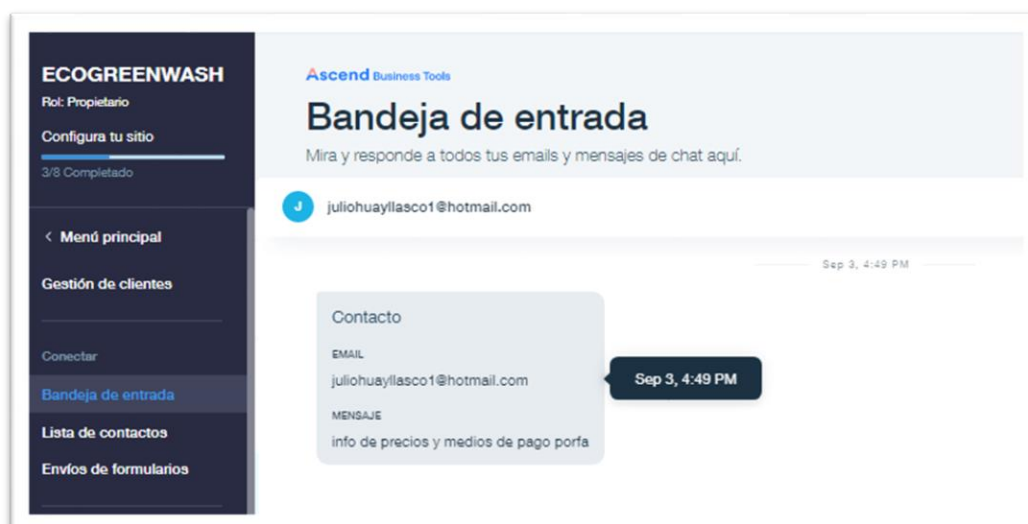 ECOGREENWASH
Rol: Propietario
Configura tu sitio
3/8 Completado
< Menú principal
Gestión de clientes
Conectar
Bandeja de entrada
Lista de contactos
Envíos de formularios
Ascend Business Tools
Bandeja de entrada
Mira y responde a todos tus emails y mensajes de chat aquí.
J juliohuayllasco1@hotmail.com
Sep 3, 4:49 PM
Contacto
EMAIL
juliohuayllasco1@hotmail.com
Sep 3, 4:49 PM
MENSAJE
info de precios y medios de pago porfa